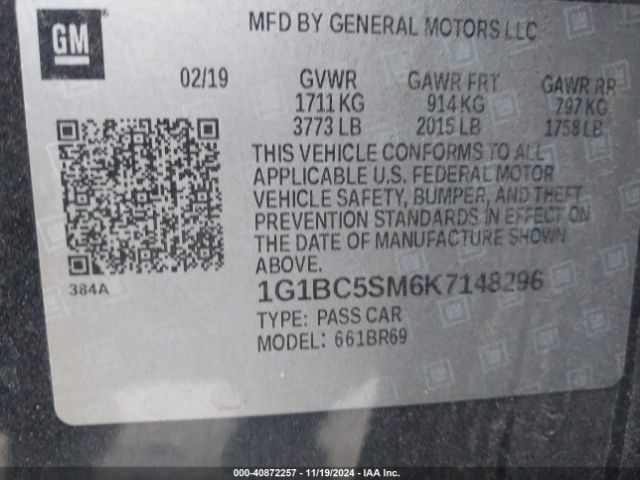 GM
MFD BY GENERAL MOTORS LLC
02/19 GVWR GAWR FRT GAWR RR
1711 KG 914 KG 797 KG
3773 LB 2015 LB 1758 LB
THIS VEHICLE CONFORMS TO ALL
APPLICABLE U.S. FEDERAL MOTOR
VEHICLE SAFETY, BUMPER, AND THEFT
PREVENTION STANDARDS IN EFFECT ON
THE DATE OF MANUFACTURE SHOWN
ABOVE.
384A
1G1BC5SM6K7148296
TYPE: PASS CAR
MODEL: 661BR69
000-40872257 - 11/19/2024 - IAA Inc.